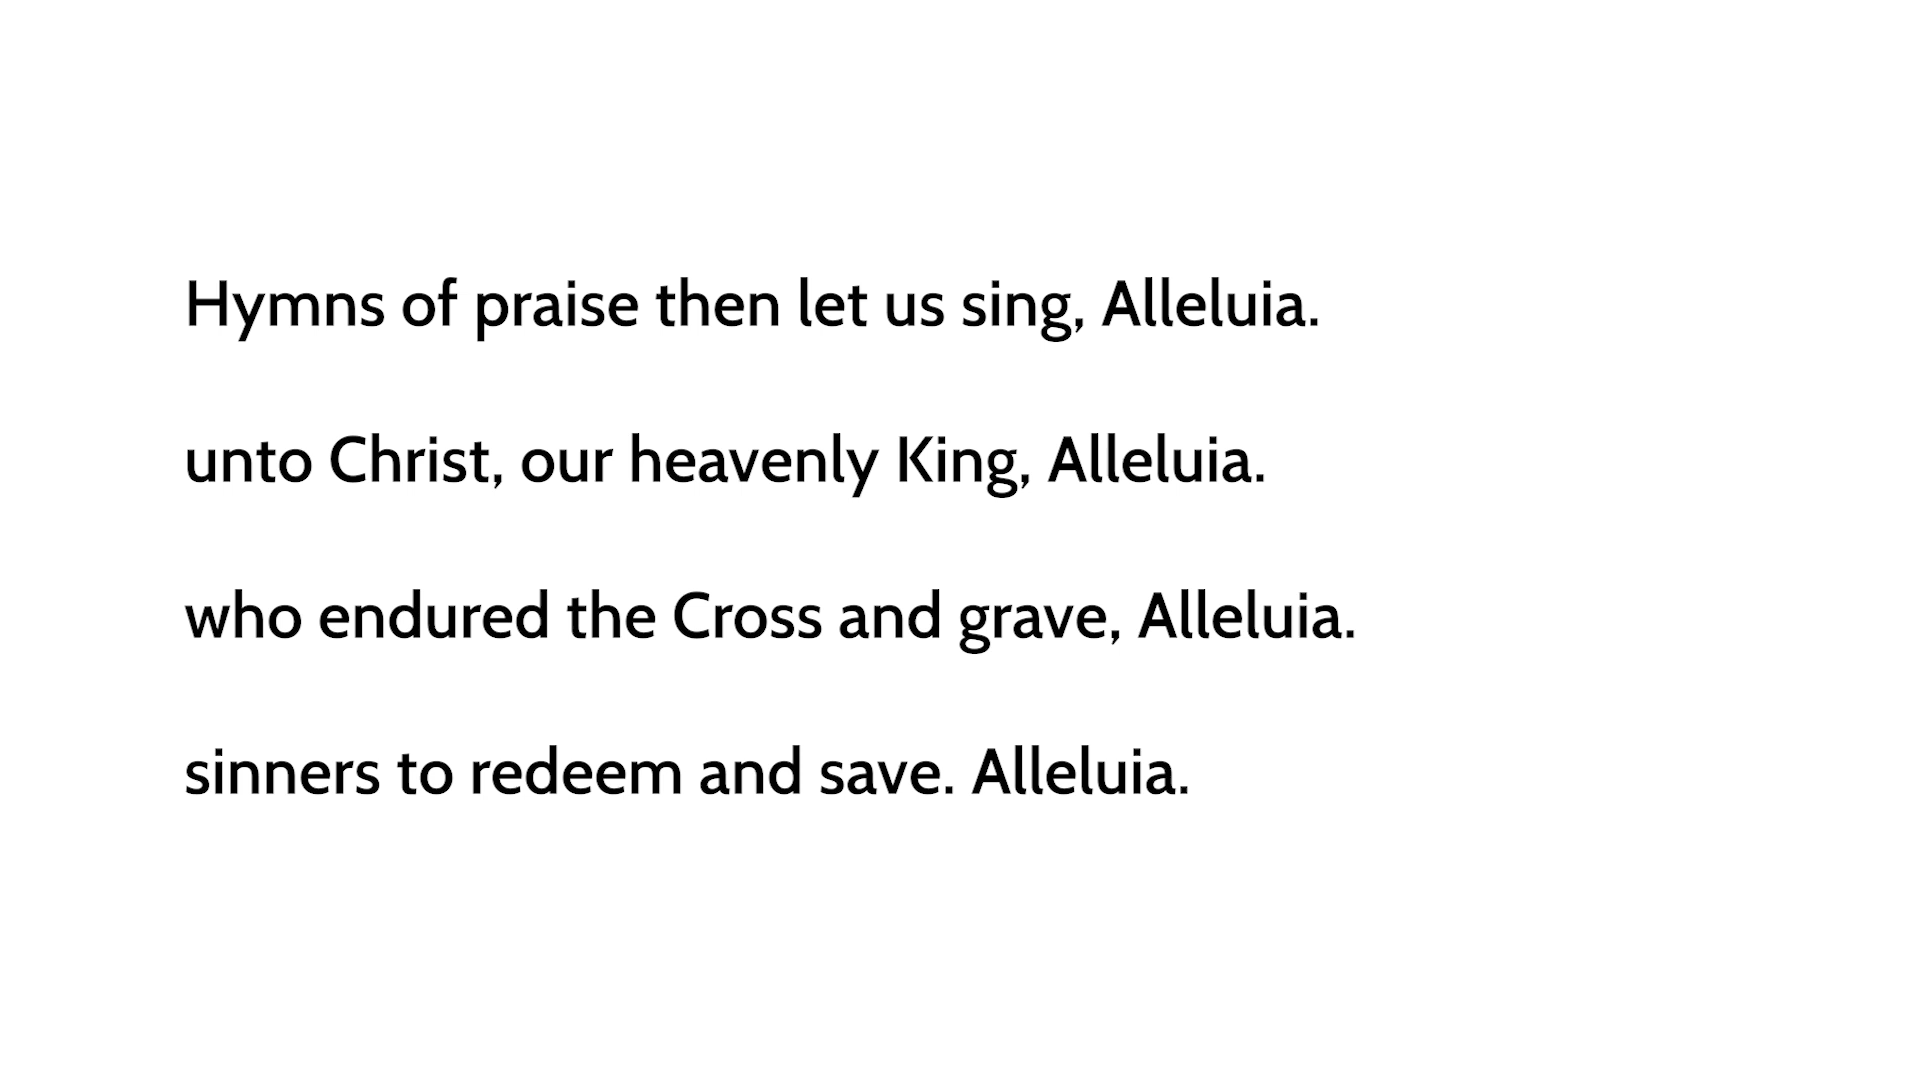 Hymns of praise then let us sing, Alleluia.
unto Christ, our heavenly King, Alleluia.
who endured the Cross and grave, Alleluia.
sinners to redeem and save. Alleluia.